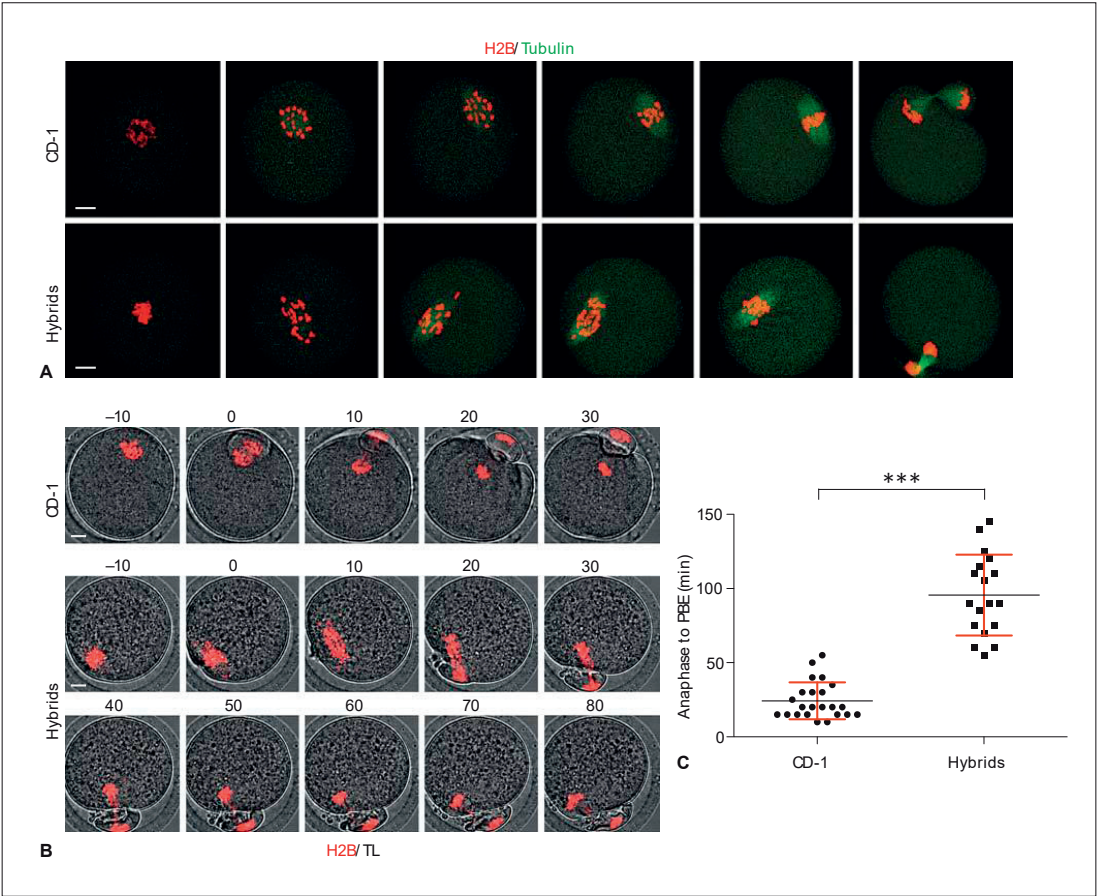 H2B/ Tubulin
CD-1
Hybrids
A
–10 0 10 20 30
CD-1
–10 0 10 20 30
Hybrids
40 50 60 70 80
B
H2B/ TL
***
150
100
50
0
Anaphase to PBE (min)
CD-1 Hybrids
C